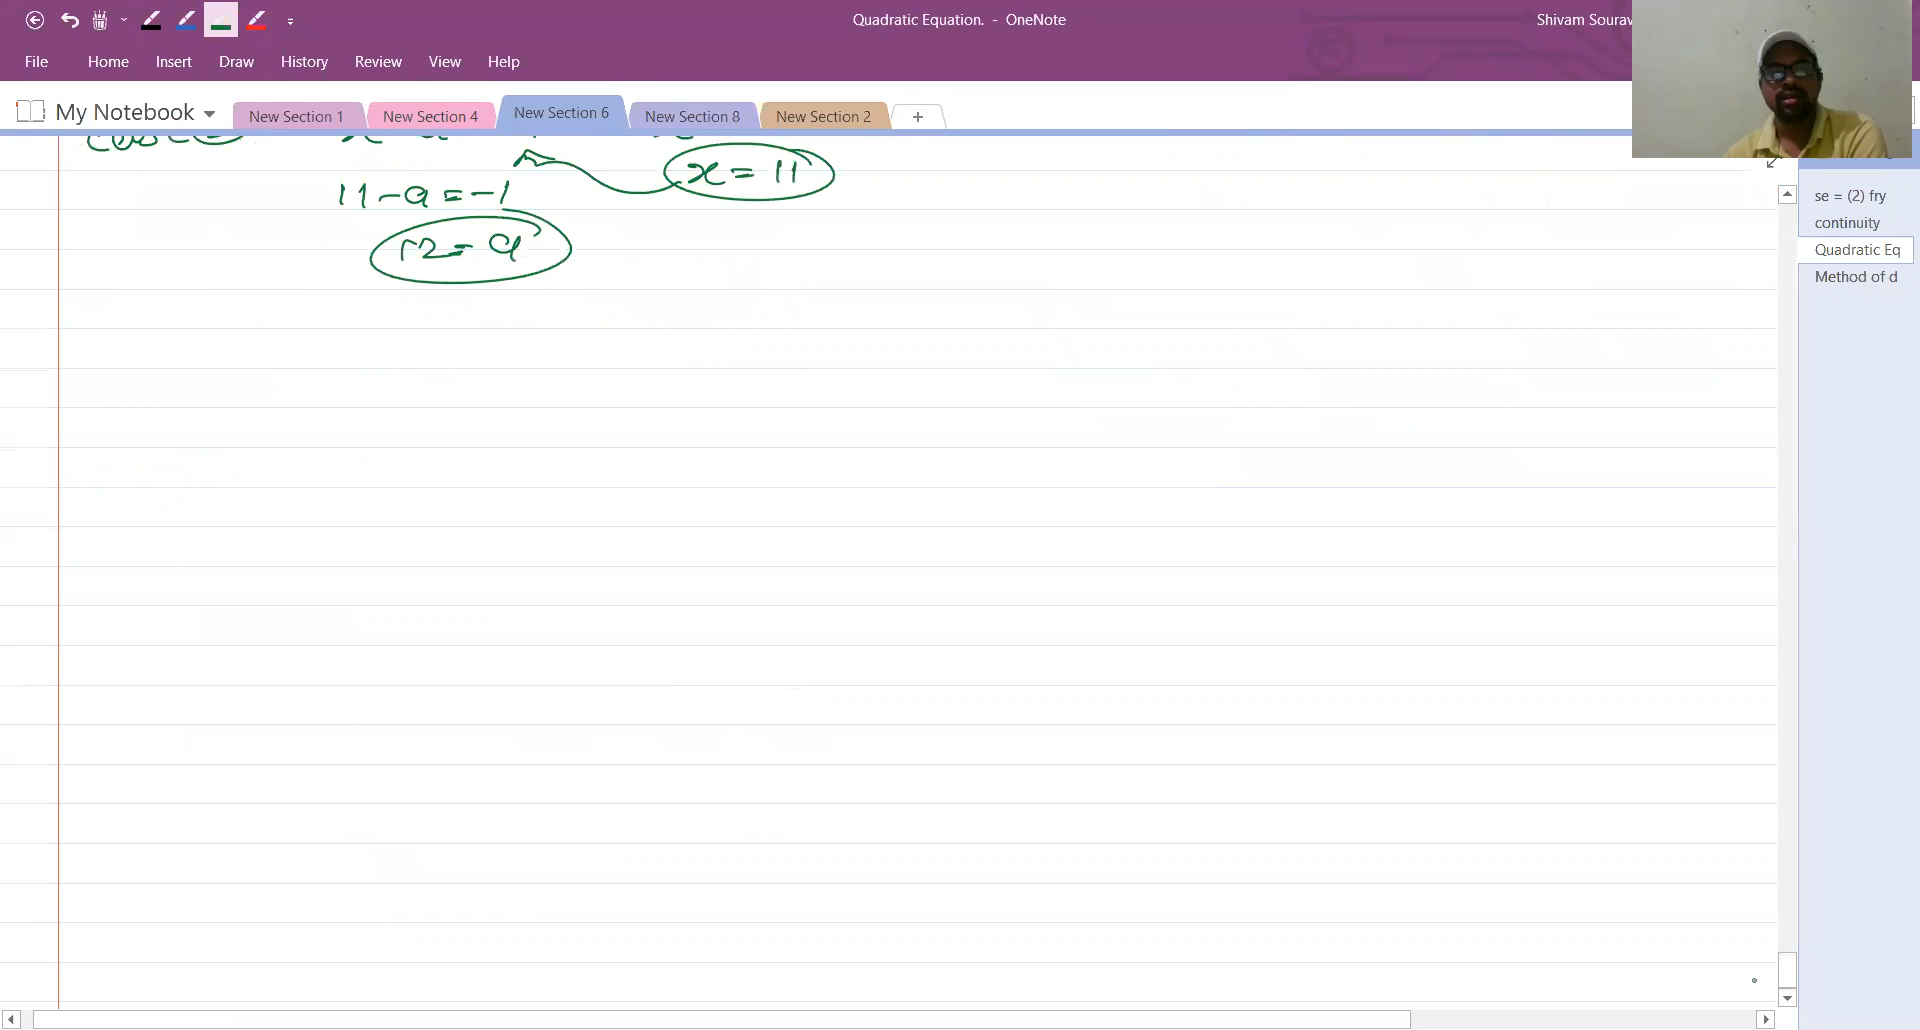 Quadratic Equation. - OneNote
Shivam Sourav
File Home Insert Draw History Review View Help
My Notebook
New Section 1
New Section 4
New Section 6
New Section 8
New Section 2
+
x = 11
11 - a = -1
12 = a
se = (2) fry
continuity
Quadratic Eq
Method of d